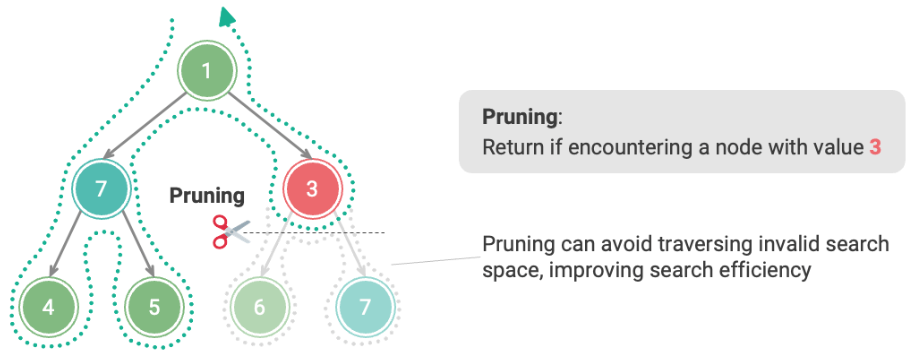 1
Pruning:
Return if encountering a node with value 3
7
Pruning
3
Pruning can avoid traversing invalid search
space, improving search efficiency
4
5
6
7